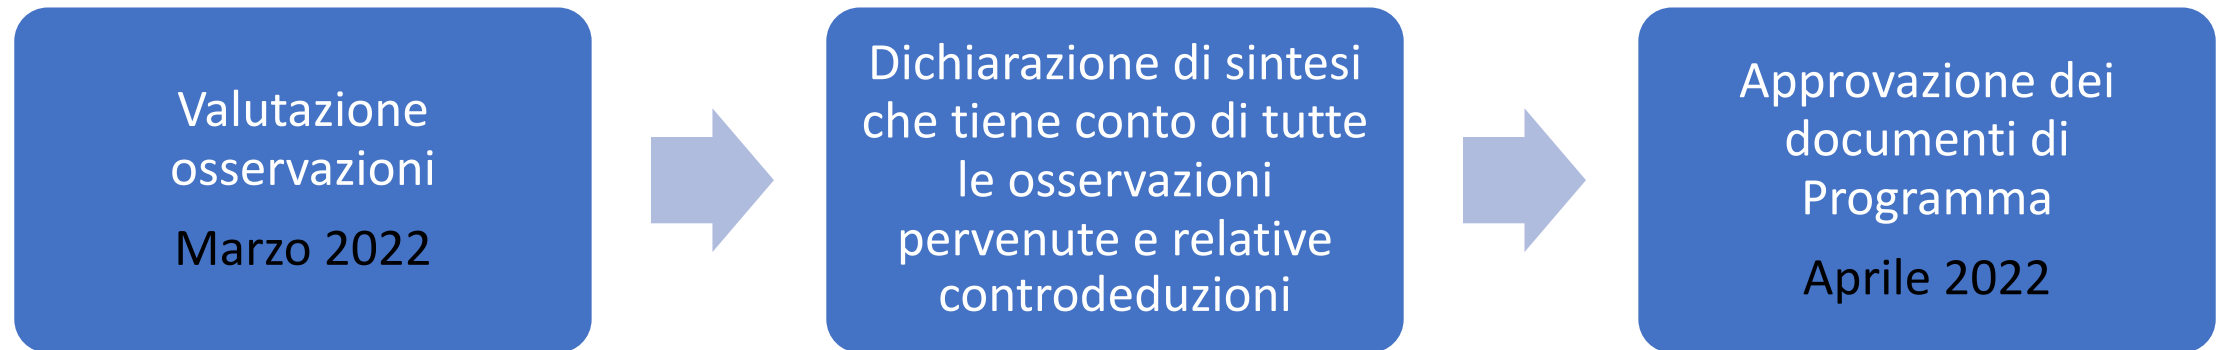 Valutazione
osservazioni
Marzo 2022
Dichiarazione di sintesi
che tiene conto di tutte
le osservazioni
pervenute e relative
controdeduzioni
Approvazione dei
documenti di
Programma
Aprile 2022